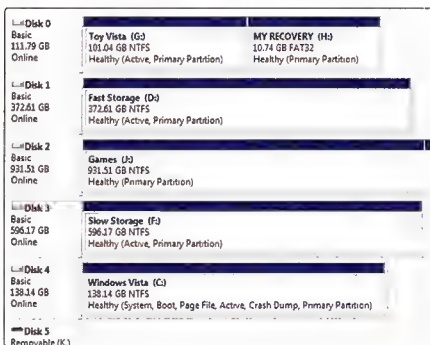 Disk 0
Basic
111.79 GB
Online
Toy Vista (G:)
101.04 GB NTFS
Healthy (Active, Primary Partition)
MY RECOVERY (H:)
10.74 GB FAT32
Healthy (Primary Partition)
Disk 1
Basic
372.61 GB
Online
Fast Storage (D:)
372.61 GB NTFS
Healthy (Active, Primary Partition)
Disk 2
Basic
931.51 GB
Online
Games (J:)
931.51 GB NTFS
Healthy (Primary Partition)
Disk 3
Basic
596.17 GB
Online
Slow Storage (F:)
596.17 GB NTFS
Healthy (Active, Primary Partition)
Disk 4
Basic
138.14 GB
Online
Windows Vista (C:)
138.14 GB NTFS
Healthy (System, Boot, Page File, Active, Crash Dump, Primary Partition)
Disk 5
Removable (K:)